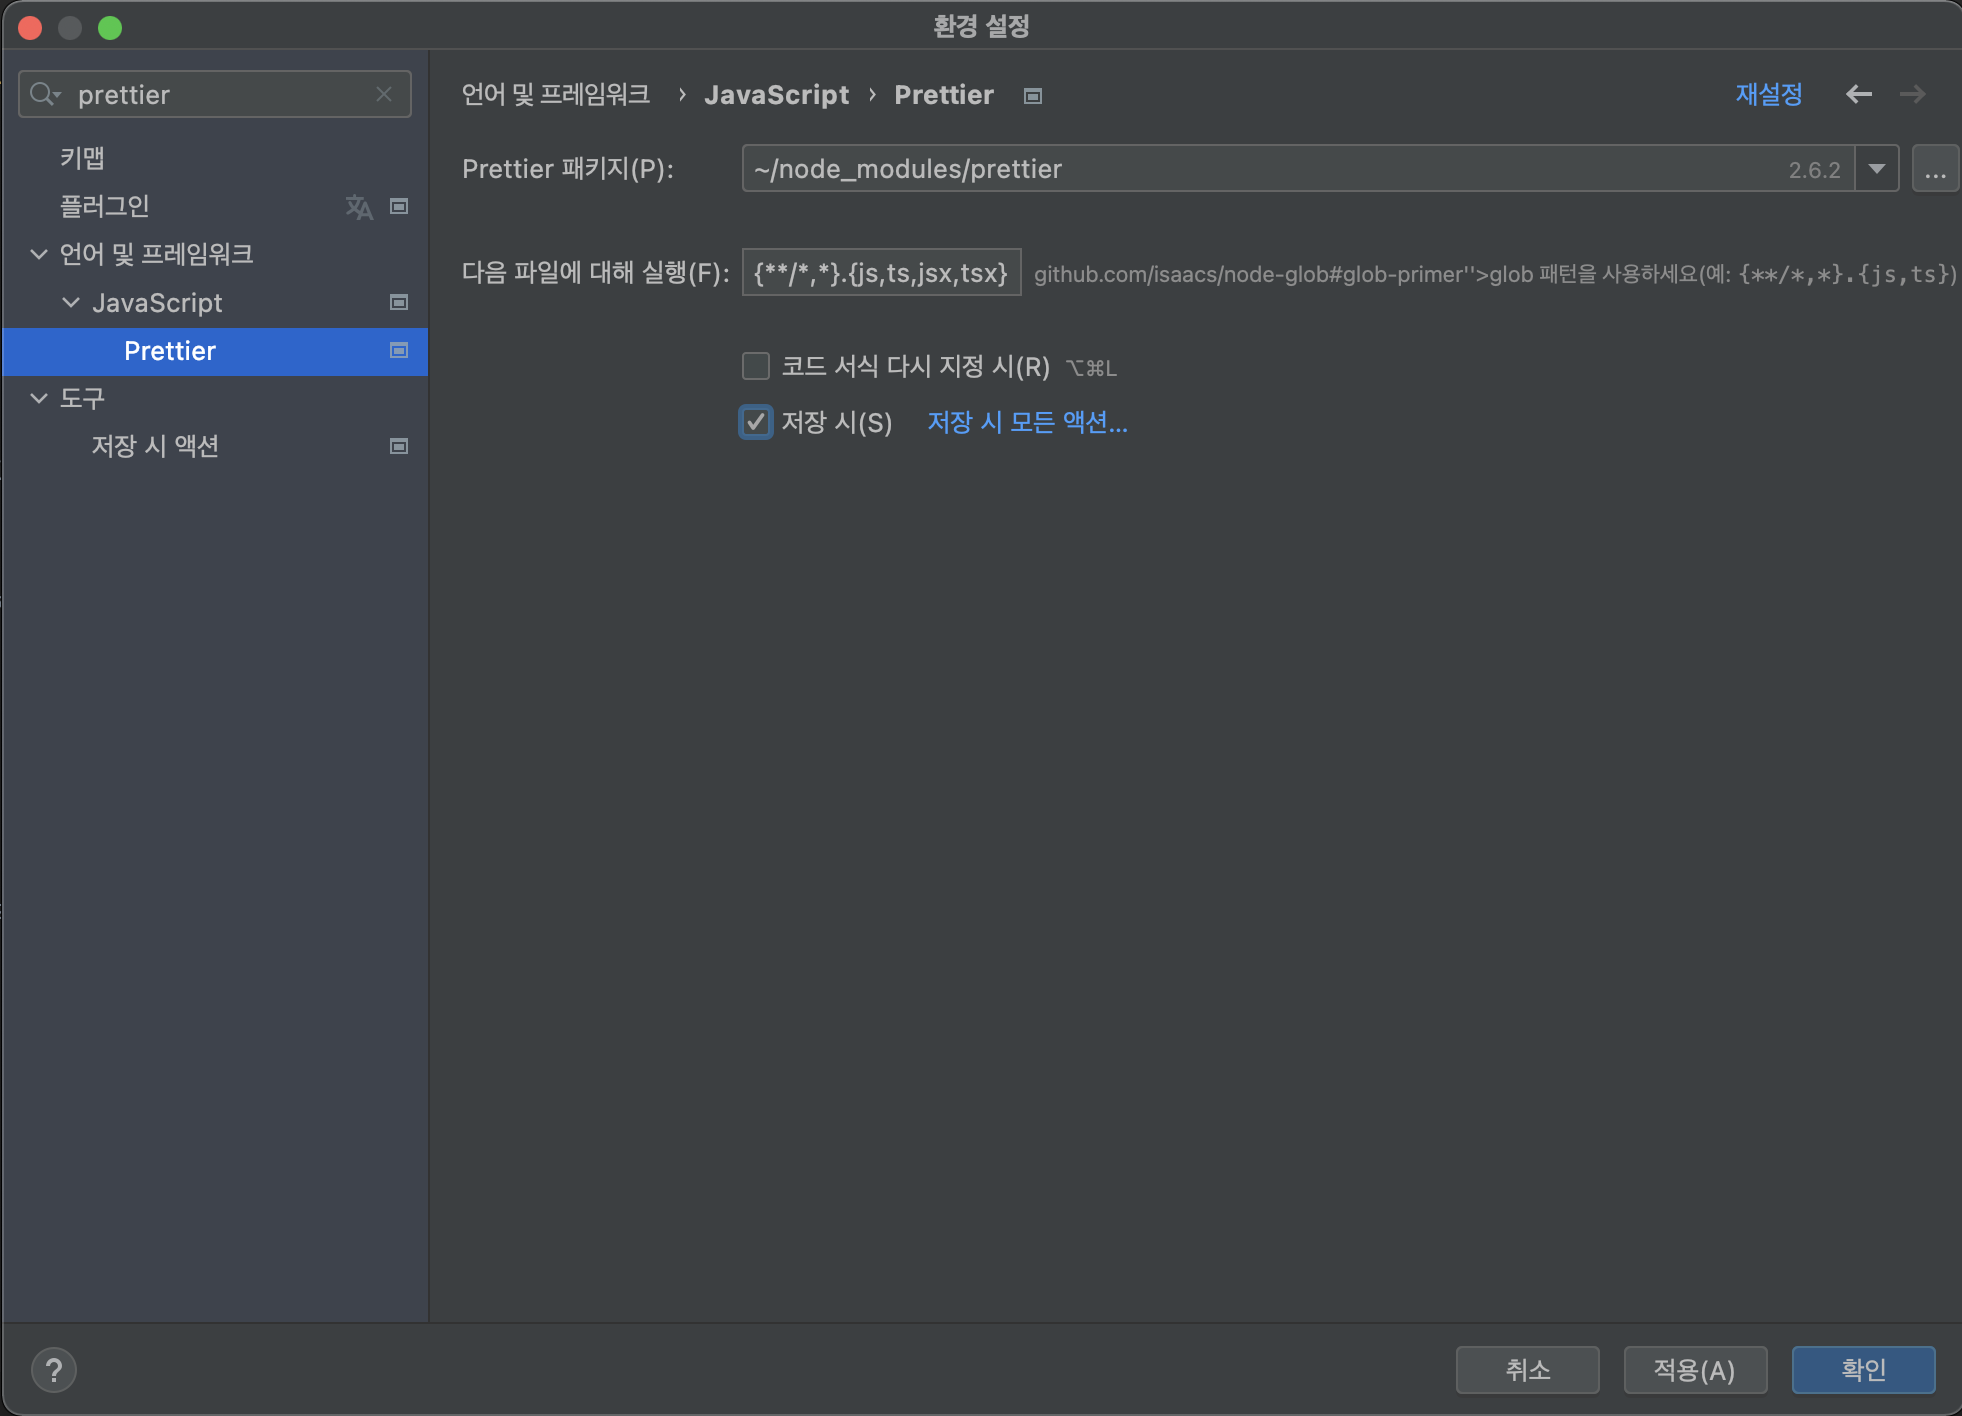 환경 설정
prettier
키맵
플러그인
언어 및 프레임워크
JavaScript
Prettier
도구
저장 시 액션
언어 및 프레임워크 › JavaScript › Prettier
재설정
Prettier 패키지(P): ~/node_modules/prettier 2.6.2 ...
다음 파일에 대해 실행(F): {**/*,*}.{js,ts,jsx,tsx} github.com/isaacs/node-glob#glob-primer''>glob 패턴을 사용하세요(예: {**/*,*}.{js,ts})
코드 서식 다시 지정 시(R) ⌥⌘L
저장 시(S) 저장 시 모든 액션...
? 취소 적용(A) 확인